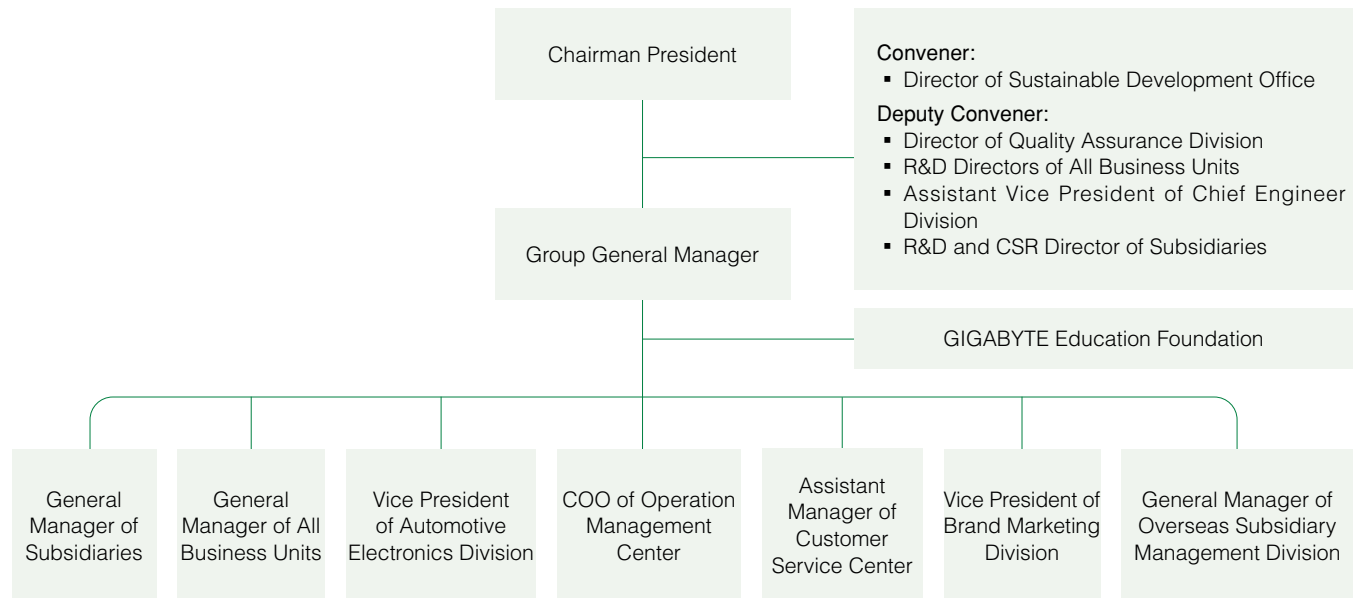 Chairman President
Convener:
▪ Director of Sustainable Development Office
Deputy Convener:
▪ Director of Quality Assurance Division
▪ R&D Directors of All Business Units
▪ Assistant Vice President of Chief Engineer
Division
▪ R&D and CSR Director of Subsidiaries
Group General Manager
GIGABYTE Education Foundation
General
Manager of
Subsidiaries
General
Manager of All
Business Units
Vice President
of Automotive
Electronics Division
COO of Operation
Management
Center
Assistant
Manager of
Customer
Service Center
Vice President of
Brand Marketing
Division
General Manager of
Overseas Subsidiary
Management Division